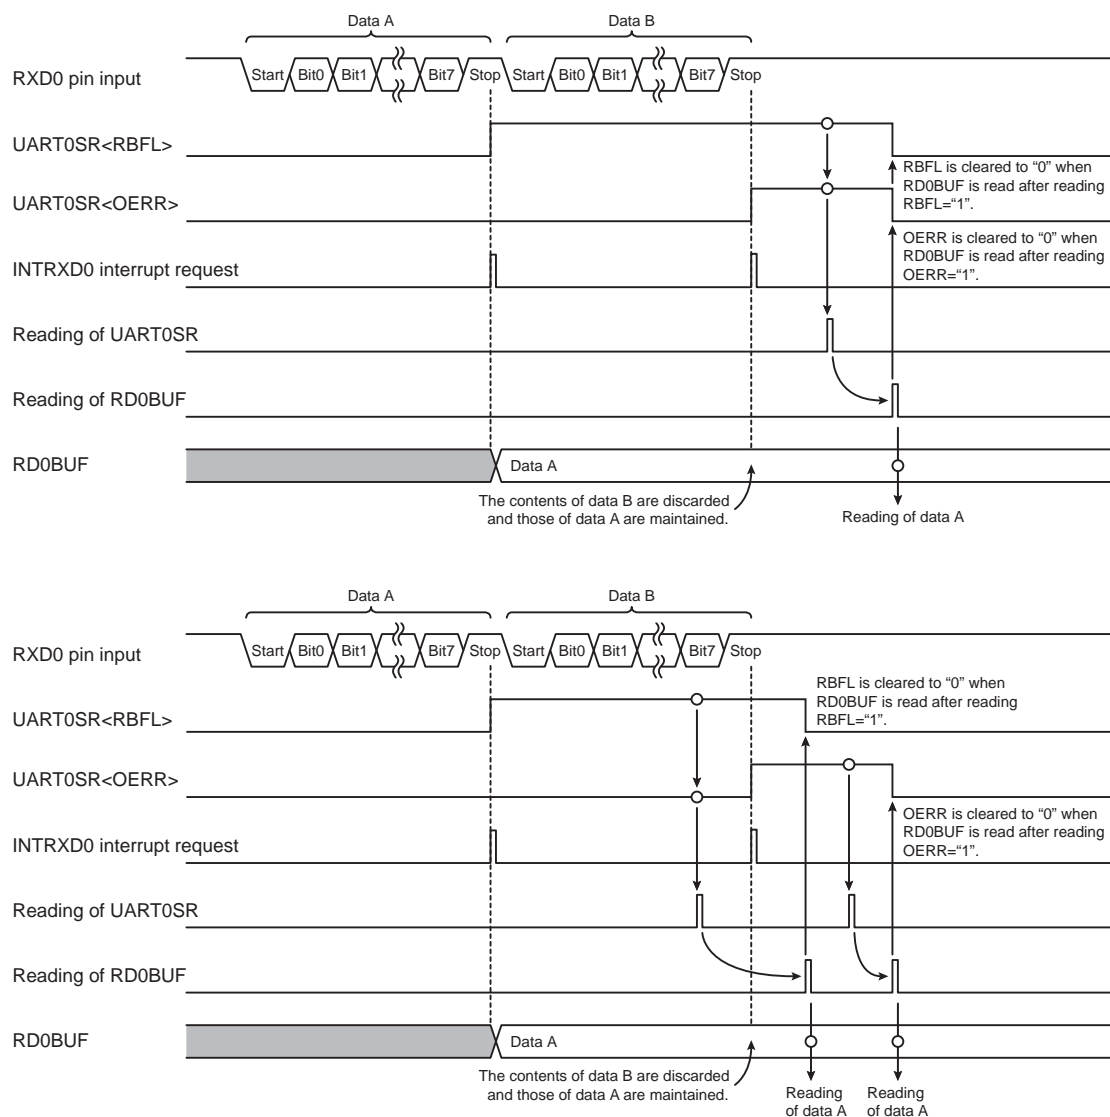 Data A
Data B
RXD0 pin input
Start Bit0 Bit1 Bit7 Stop Start Bit0 Bit1 Bit7 Stop
UART0SR<RBFL>
RBFL is cleared to “0” when
RD0BUF is read after reading
RBFL=“1”.
UART0SR<OERR>
OERR is cleared to “0” when
RD0BUF is read after reading
OERR=“1”.
INTRXD0 interrupt request
Reading of UART0SR
Reading of RD0BUF
RD0BUF
Data A
The contents of data B are discarded
and those of data A are maintained.
Reading of data A
Data A
Data B
RXD0 pin input
Start Bit0 Bit1 Bit7 Stop Start Bit0 Bit1 Bit7 Stop
RBFL is cleared to “0” when
RD0BUF is read after reading
RBFL=“1”.
UART0SR<RBFL>
UART0SR<OERR>
OERR is cleared to “0” when
RD0BUF is read after reading
OERR=“1”.
INTRXD0 interrupt request
Reading of UART0SR
Reading of RD0BUF
RD0BUF
Data A
The contents of data B are discarded
and those of data A are maintained.
Reading
of data A
Reading
of data A